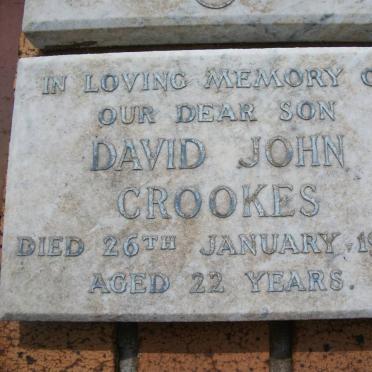 IN LOVING MEMORY
OUR DEAR SON
DAVID JOHN
CROOKES
DIED 26TH JANUARY
AGED 22 YEARS.